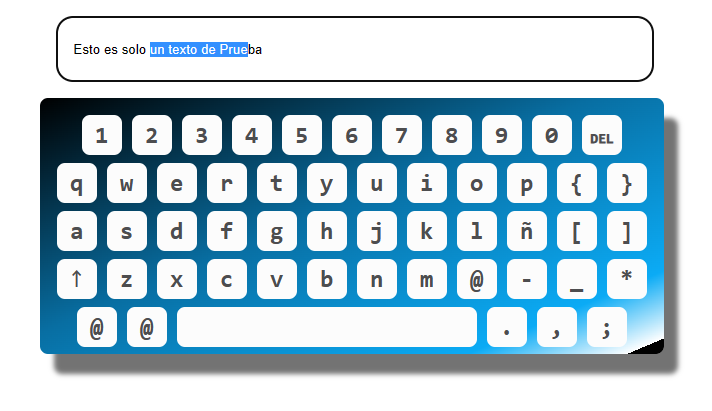 Esto es solo un texto de Prueba
1 2 3 4 5 6 7 8 9 0 DEL
q w e r t y u i o p { }
a s d f g h j k l ñ [ ]
↑ z x c v b n m @ - _ *
@ @ . , ;